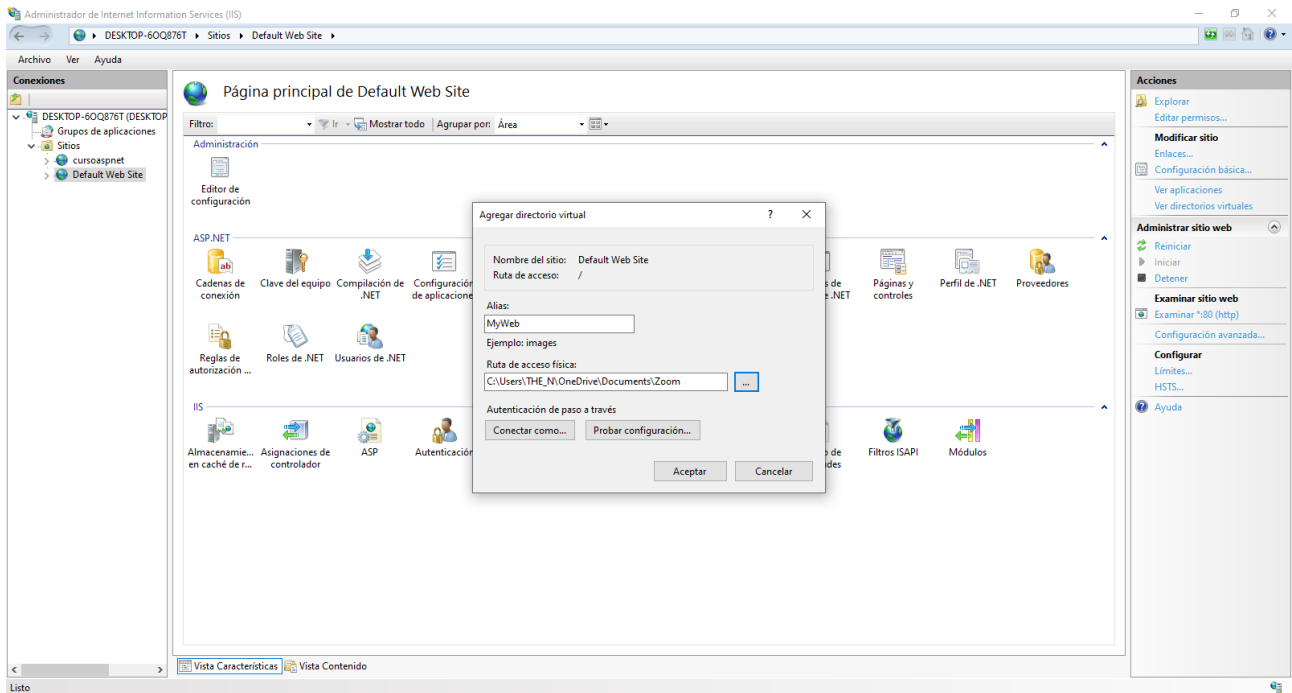 Administrador de Internet Information Services (IIS)
DESKTOP-6OQ876T Sitios Default Web Site
Archivo Ver Ayuda
Conexiones
DESKTOP-6OQ876T (DESKTOP
Grupos de aplicaciones
Sitios
cursoaspnet
Default Web Site
Página principal de Default Web Site
Filtro: Ir Mostrar todo Agrupar por: Área
Administración
Editor de
configuración
ASP.NET
Cadenas de
conexión
Clave del equipo
Compilación de
.NET
Configuración
de aplicacione
s de
e .NET
Páginas y
controles
Perfil de .NET
Proveedores
Reglas de
autorización ...
Roles de .NET
Usuarios de .NET
IIS
Almacenamie...
en caché de r...
Asignaciones de
controlador
ASP
Autenticación
o de
ides
Filtros ISAPI
Módulos
Agregar directorio virtual
Nombre del sitio: Default Web Site
Ruta de acceso: /
Alias:
MyWeb
Ejemplo: images
Ruta de acceso física:
C:\Users\THE_N\OneDrive\Documents\Zoom
...
Autenticación de paso a través
Conectar como... Probar configuración...
Aceptar Cancelar
Vista Características Vista Contenido
Acciones
Explorar
Editar permisos...
Modificar sitio
Enlaces...
Configuración básica...
Ver aplicaciones
Ver directorios virtuales
Administrar sitio web
Reiniciar
Iniciar
Detener
Examinar sitio web
Examinar *:80 (http)
Configuración avanzada...
Configurar
Límites...
HSTS...
Ayuda
Listo